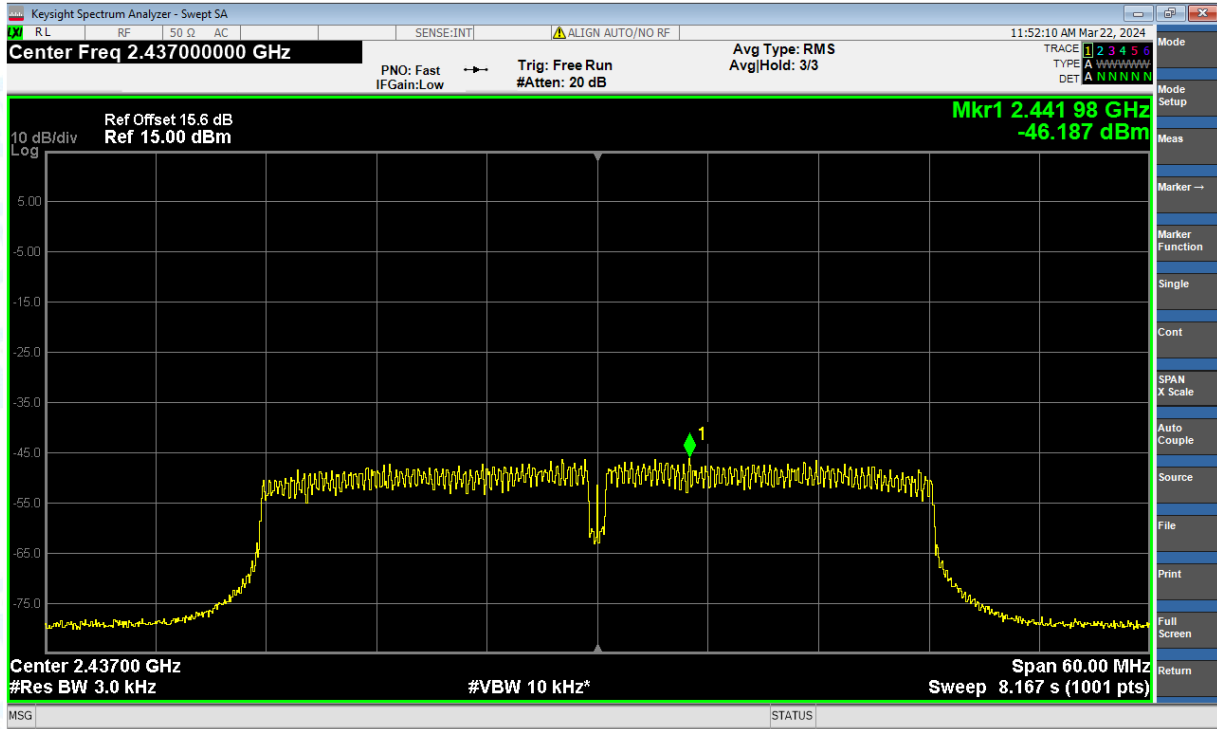 Keysight Spectrum Analyzer - Swept SA
LXI RL RF 50 Ω AC SENSE:INT ALIGN AUTO/NO RF 11:52:10 AM Mar 22, 2024
Center Freq 2.437000000 GHz
PNO: Fast
IFGain:Low
Trig: Free Run
#Atten: 20 dB
Avg Type: RMS
Avg|Hold: 3/3
TRACE 1 2 3 4 5 6
TYPE A WWWWW
DET A N N N N N
Ref Offset 15.6 dB
Ref 15.00 dBm
10 dB/div
Log
Mkr1 2.441 98 GHz
-46.187 dBm
5.00
-5.00
-15.0
-25.0
-35.0
-45.0
-55.0
-65.0
-75.0
1
Center 2.43700 GHz
Span 60.00 MHz
#Res BW 3.0 kHz
#VBW 10 kHz*
Sweep 8.167 s (1001 pts)
MSG
STATUS
Mode
Mode
Setup
Meas
Marker →
Marker
Function
Single
Cont
SPAN
X Scale
Auto
Couple
Source
File
Print
Full
Screen
Return